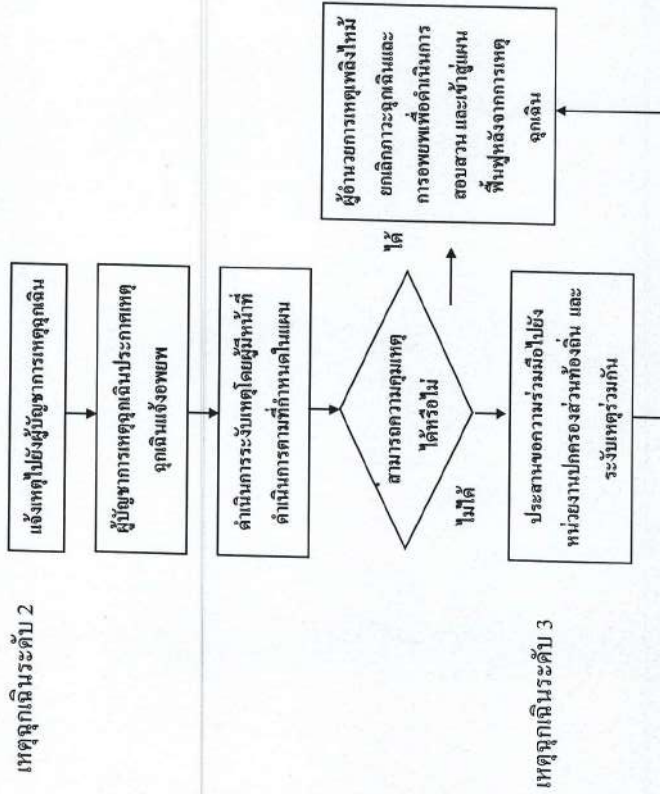 เหตุฉุกเฉินระดับ 2
แจ้งเหตุไปยังผู้บัญชาการเหตุฉุกเฉิน
ผู้บัญชาการเหตุฉุกเฉินประกาศเหตุ
ฉุกเฉินแจ้งอพยพ
ดำเนินการระงับเหตุโดยผู้มีหน้าที่
ดำเนินการตามที่กำหนดในแผน
สามารถความคุมเหตุ
ได้หรือไม่
ได้
ผู้อำนวยการเหตุเพลิงไหม้
ยกเลิกภาวะฉุกเฉินและ
การอพยพเพื่อดำเนินการ
สอบสวน และเข้าสู่แผน
ฟื้นฟูหลังจากการเหตุ
ฉุกเฉิน
ไม่ได้
เหตุฉุกเฉินระดับ 3
ประสานขอความร่วมมือไปยัง
หน่วยงานปกครองส่วนท้องถิ่น และ
ระงับเหตุร่วมกัน